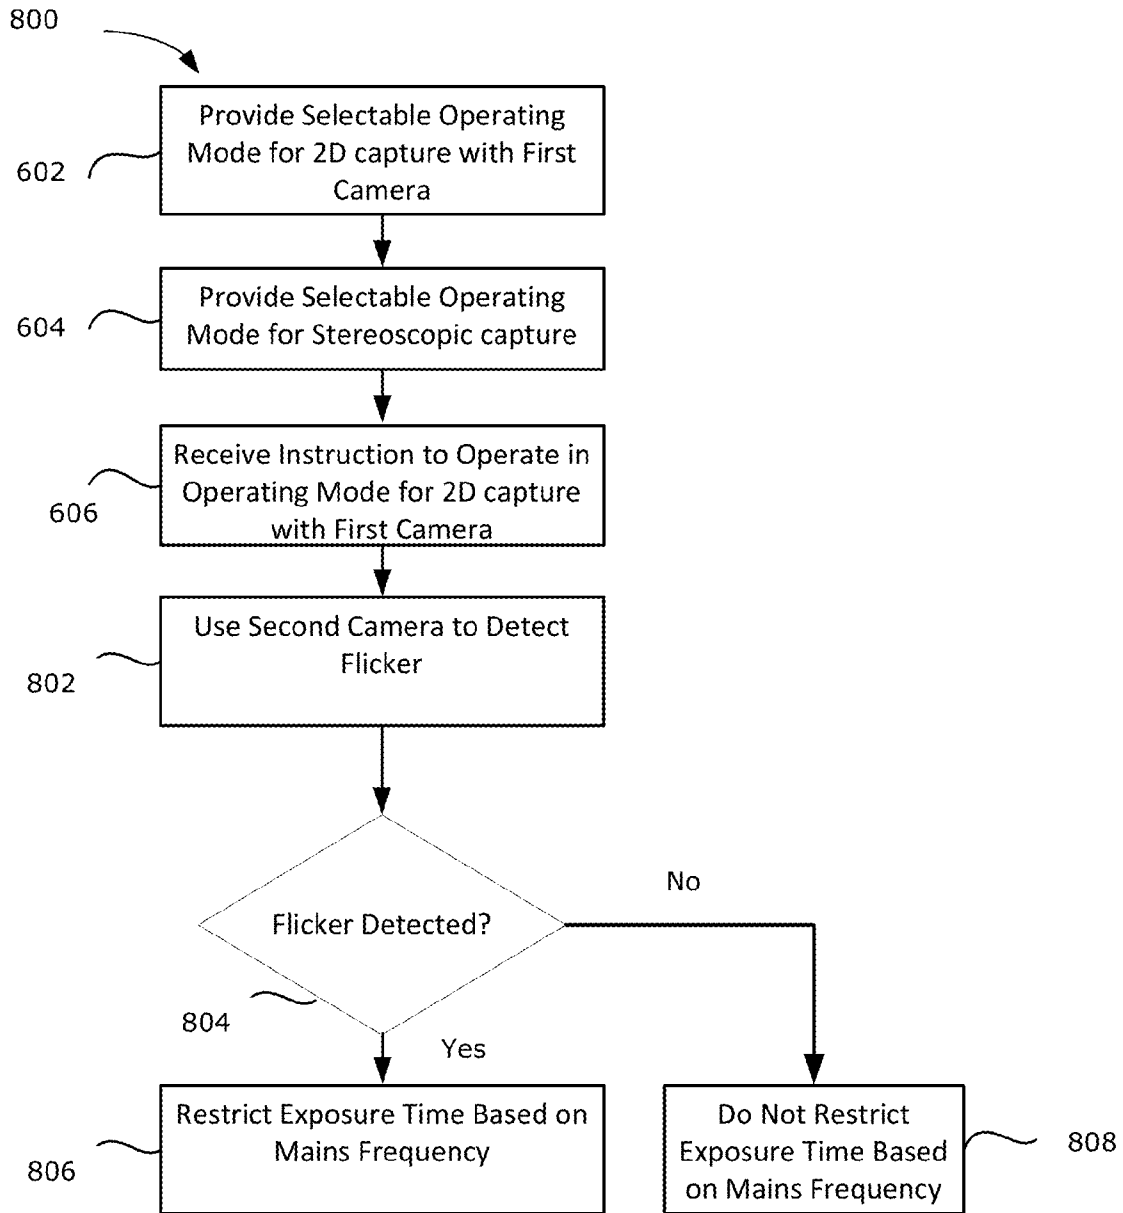 800
Provide Selectable Operating
Mode for 2D capture with First
Camera
602
Provide Selectable Operating
Mode for Stereoscopic capture
604
Receive Instruction to Operate in
Operating Mode for 2D capture
with First Camera
606
Use Second Camera to Detect
Flicker
802
No
Flicker Detected?
804
Yes
Restrict Exposure Time Based on
Mains Frequency
806
Do Not Restrict
Exposure Time Based
on Mains Frequency
808